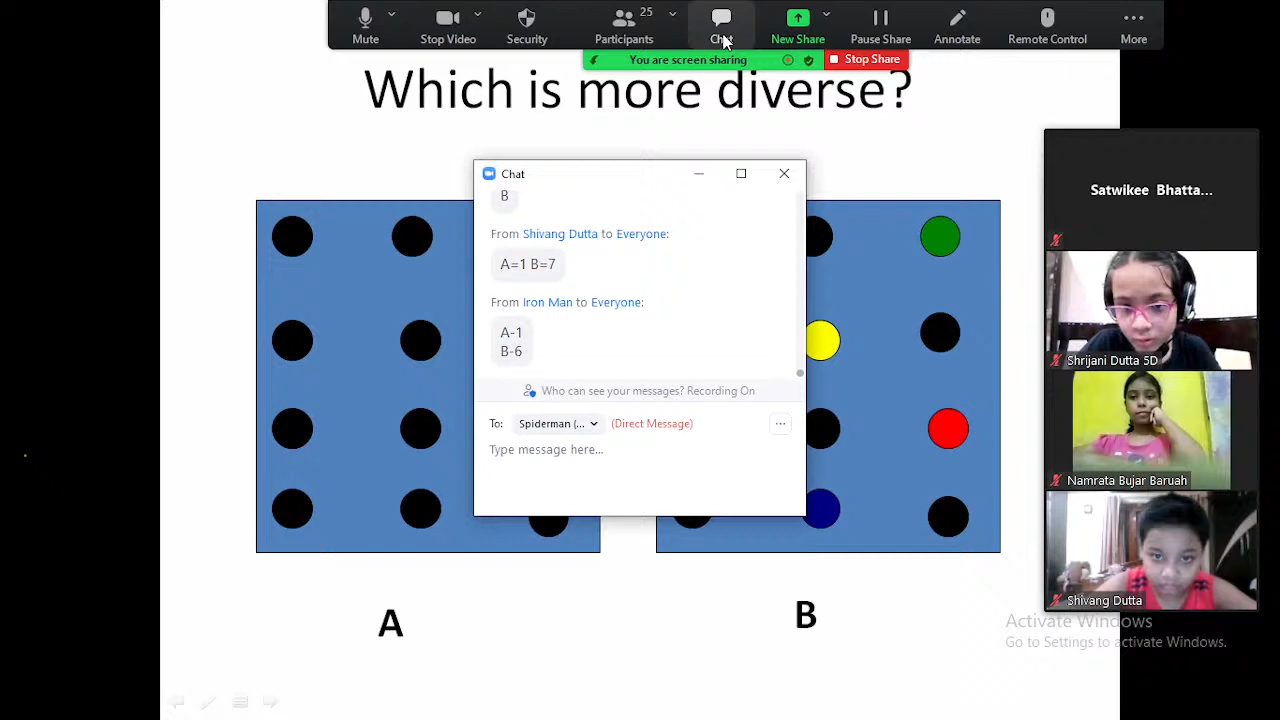 Mute
Stop Video
Security
Participants
25
Chat
New Share
Pause Share
Annotate
Remote Control
More
You are screen sharing
Stop Share
Which is more diverse?
Chat
B
From Shivang Dutta to Everyone:
A=1 B=7
From Iron Man to Everyone:
A-1
B-6
Who can see your messages? Recording On
To: Spiderman (... (Direct Message)
Type message here...
Satwikee Bhatta...
Shrijani Dutta 5D
Namrata Bujar Baruah
Shivang Dutta
A
B
Activate Windows
Go to Settings to activate Windows.